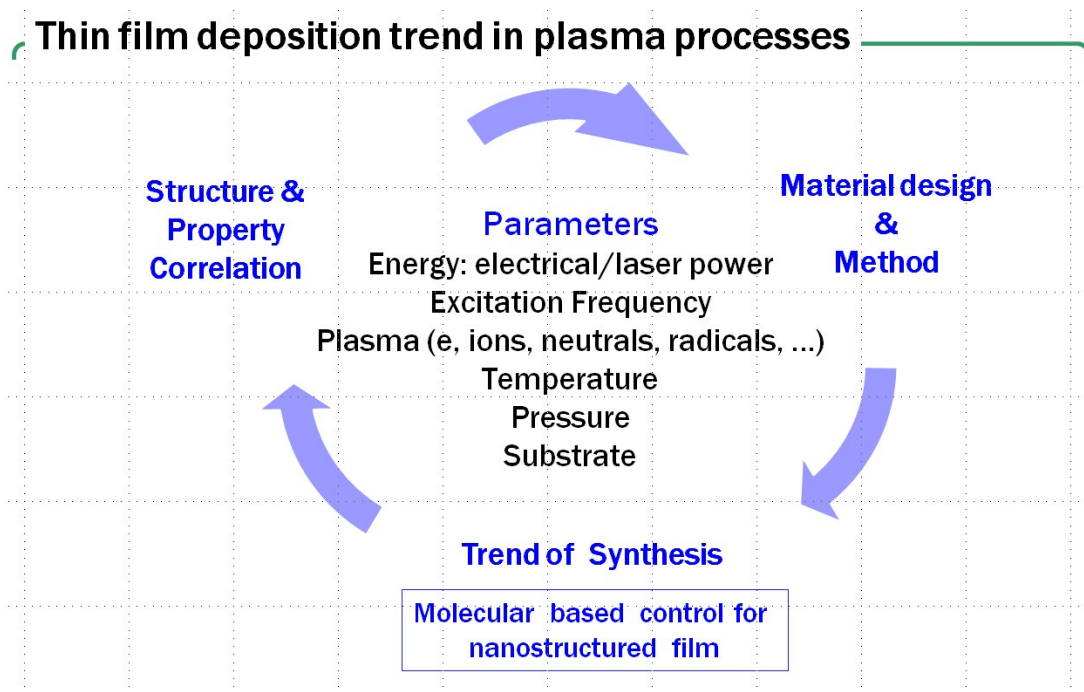 Thin film deposition trend in plasma processes
Structure &
Property
Correlation
Material design
&
Method
Parameters
Energy: electrical/laser power
Excitation Frequency
Plasma (e, ions, neutrals, radicals, ...)
Temperature
Pressure
Substrate
Trend of Synthesis
Molecular based control for
nanostructured film